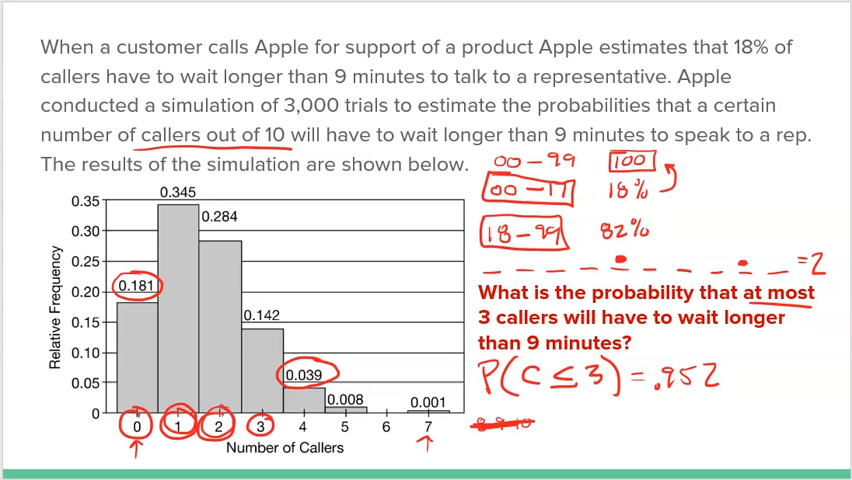 When a customer calls Apple for support of a product Apple estimates that 18% of
callers have to wait longer than 9 minutes to talk to a representative. Apple
conducted a simulation of 3,000 trials to estimate the probabilities that a certain
number of callers out of 10 will have to wait longer than 9 minutes to speak to a rep.
The results of the simulation are shown below.
00 - 99 100
00 - 17 18%
18 - 99 82%
= 2
What is the probability that at most
3 callers will have to wait longer
than 9 minutes?
P(C ≤ 3) = .952
8 9 10
Relative Frequency
0.35
0.30
0.25
0.20
0.15
0.10
0.05
0
0.181
0.345
0.284
0.142
0.039
0.008
0.001
0 1 2 3 4 5 6 7
Number of Callers